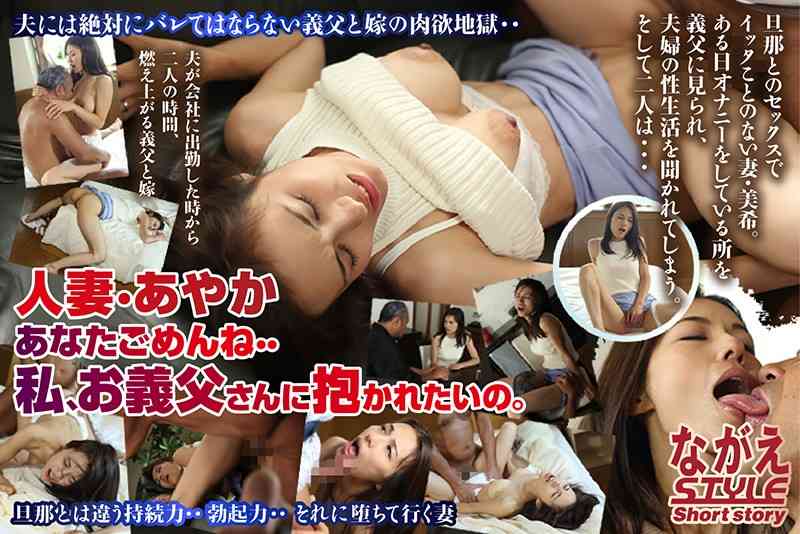 夫には絶対にバレてはならない義父と嫁の肉欲地獄‥
旦那とのセックスで
イッタことのない妻・美希。
ある日オナニーをしている所を
義父に見られ、
夫婦の性生活を聞かれてしまう。
そして二人は・・・
夫が会社に出勤した時から
二人の時間、
燃え上がる義父と嫁
‥
人妻・あやか
あなたごめんね‥
私、お義父さんに抱かれたいの。
旦那とは違う持続力‥勃起力‥それに堕ちて行く妻
ながえ
STYLE
Short story